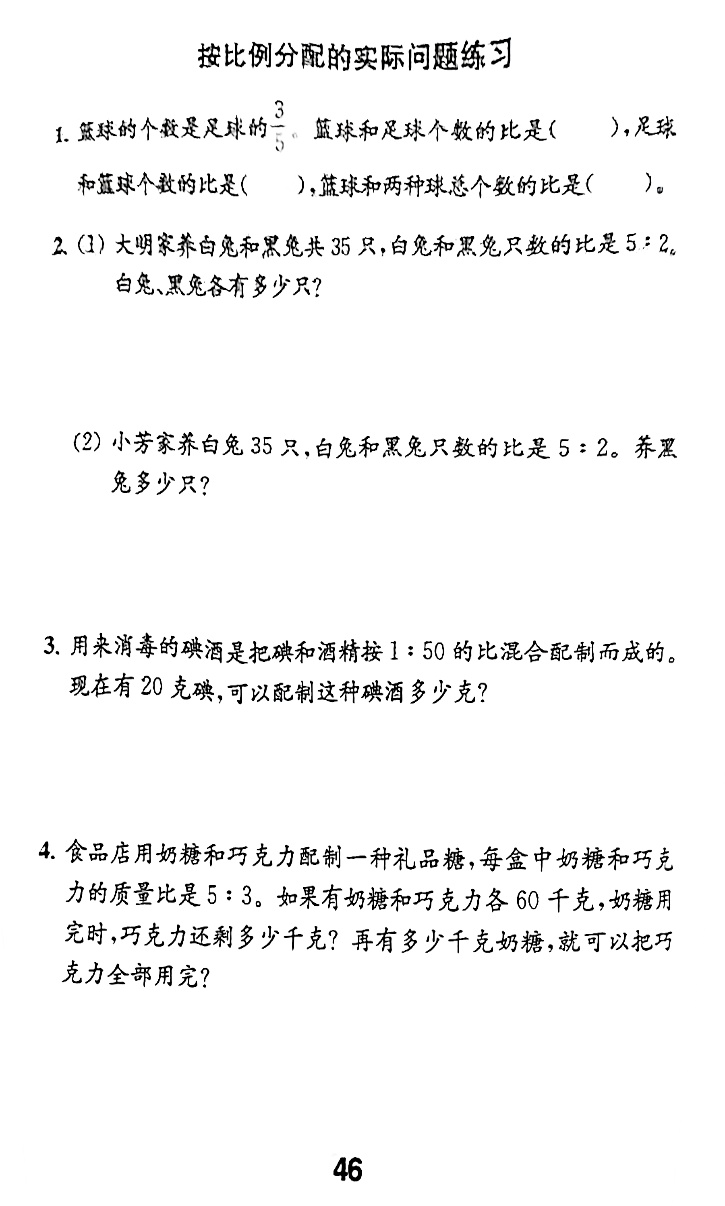 按比例分配的实际问题练习
1. 篮球的个数是足球的3/5。篮球和足球个数的比是( ),足球
和篮球个数的比是( ),篮球和两种球总个数的比是( )。
2. (1) 大明家养白兔和黑兔共 35 只,白兔和黑兔只数的比是 5∶2。
白兔、黑兔各有多少只?
(2) 小芳家养白兔 35 只,白兔和黑兔只数的比是 5∶2。养黑
兔多少只?
3. 用来消毒的碘酒是把碘和酒精按 1∶50 的比混合配制而成的。
现在有 20 克碘,可以配制这种碘酒多少克?
4. 食品店用奶糖和巧克力配制一种礼品糖,每盒中奶糖和巧克
力的质量比是 5∶3。如果有奶糖和巧克力各 60 千克,奶糖用
完时,巧克力还剩多少千克?再有多少千克奶糖,就可以把巧
克力全部用完?
46